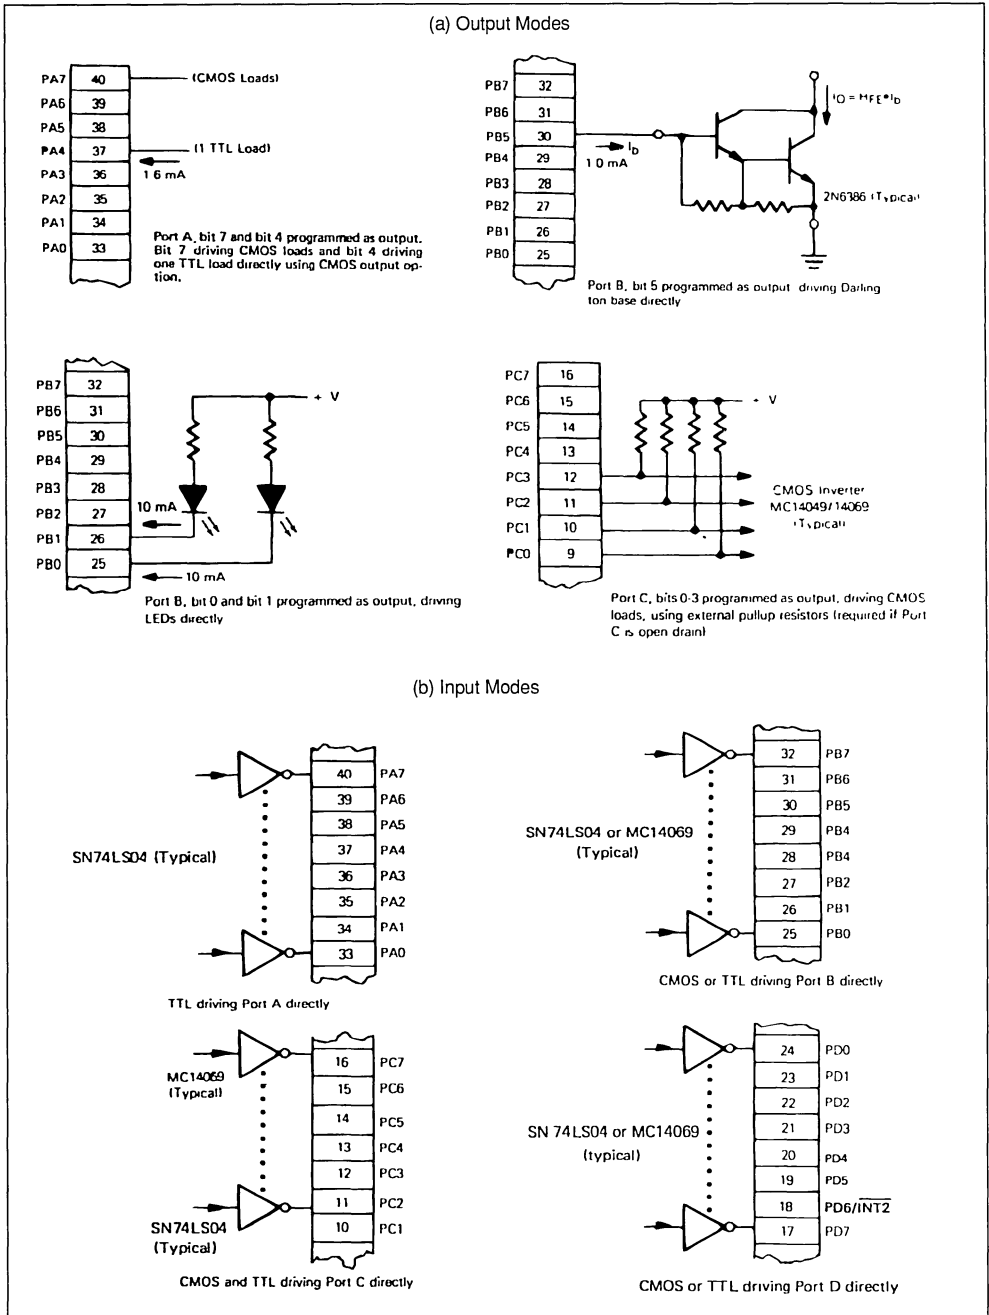 (a) Output Modes
PA7 40 (CMOS Loads)
PA6 39
PA5 38
PA4 37 (1 TTL Load)
1 6 mA
PA3 36
PA2 35
PA1 34
PA0 33
Port A, bit 7 and bit 4 programmed as output.
Bit 7 driving CMOS loads and bit 4 driving
one TTL load directly using CMOS output op-
tion.
PB7 32
PB6 31
PB5 30
PB4 29
PB3 28
PB2 27
PB1 26
PB0 25
Ib
1 0 mA
IO = HFE*Ib
2N6386 (Typical)
Port B, bit 5 programmed as output driving Darling
ton base directly
PB7 32
PB6 31
PB5 30
PB4 29
PB3 28
PB2 27
PB1 26
PB0 25
+ V
10 mA
10 mA
Port B, bit 0 and bit 1 programmed as output, driving
LEDs directly
PC7 16
PC6 15
PC5 14
PC4 13
PC3 12
PC2 11
PC1 10
PC0 9
+ V
CMOS Inverter
MC14049/14069
(Typical)
Port C, bits 0-3 programmed as output, driving CMOS
loads, using external pullup resistors (required if Port
C is open drain)
(b) Input Modes
SN74LS04 (Typical)
40 PA7
39 PA6
38 PA5
37 PA4
36 PA3
35 PA2
34 PA1
33 PA0
TTL driving Port A directly
SN74LS04 or MC14069
(Typical)
32 PB7
31 PB6
30 PB5
29 PB4
28 PB4
27 PB2
26 PB1
25 PB0
CMOS or TTL driving Port B directly
MC14069
(Typical)
SN74LS04
(Typical)
16 PC7
15 PC6
14 PC5
13 PC4
12 PC3
11 PC2
10 PC1
CMOS and TTL driving Port C directly
SN 74LS04 or MC14069
(typical)
24 PD0
23 PD1
22 PD2
21 PD3
20 PD4
19 PD5
18 PD6/INT2
17 PD7
CMOS or TTL driving Port D directly